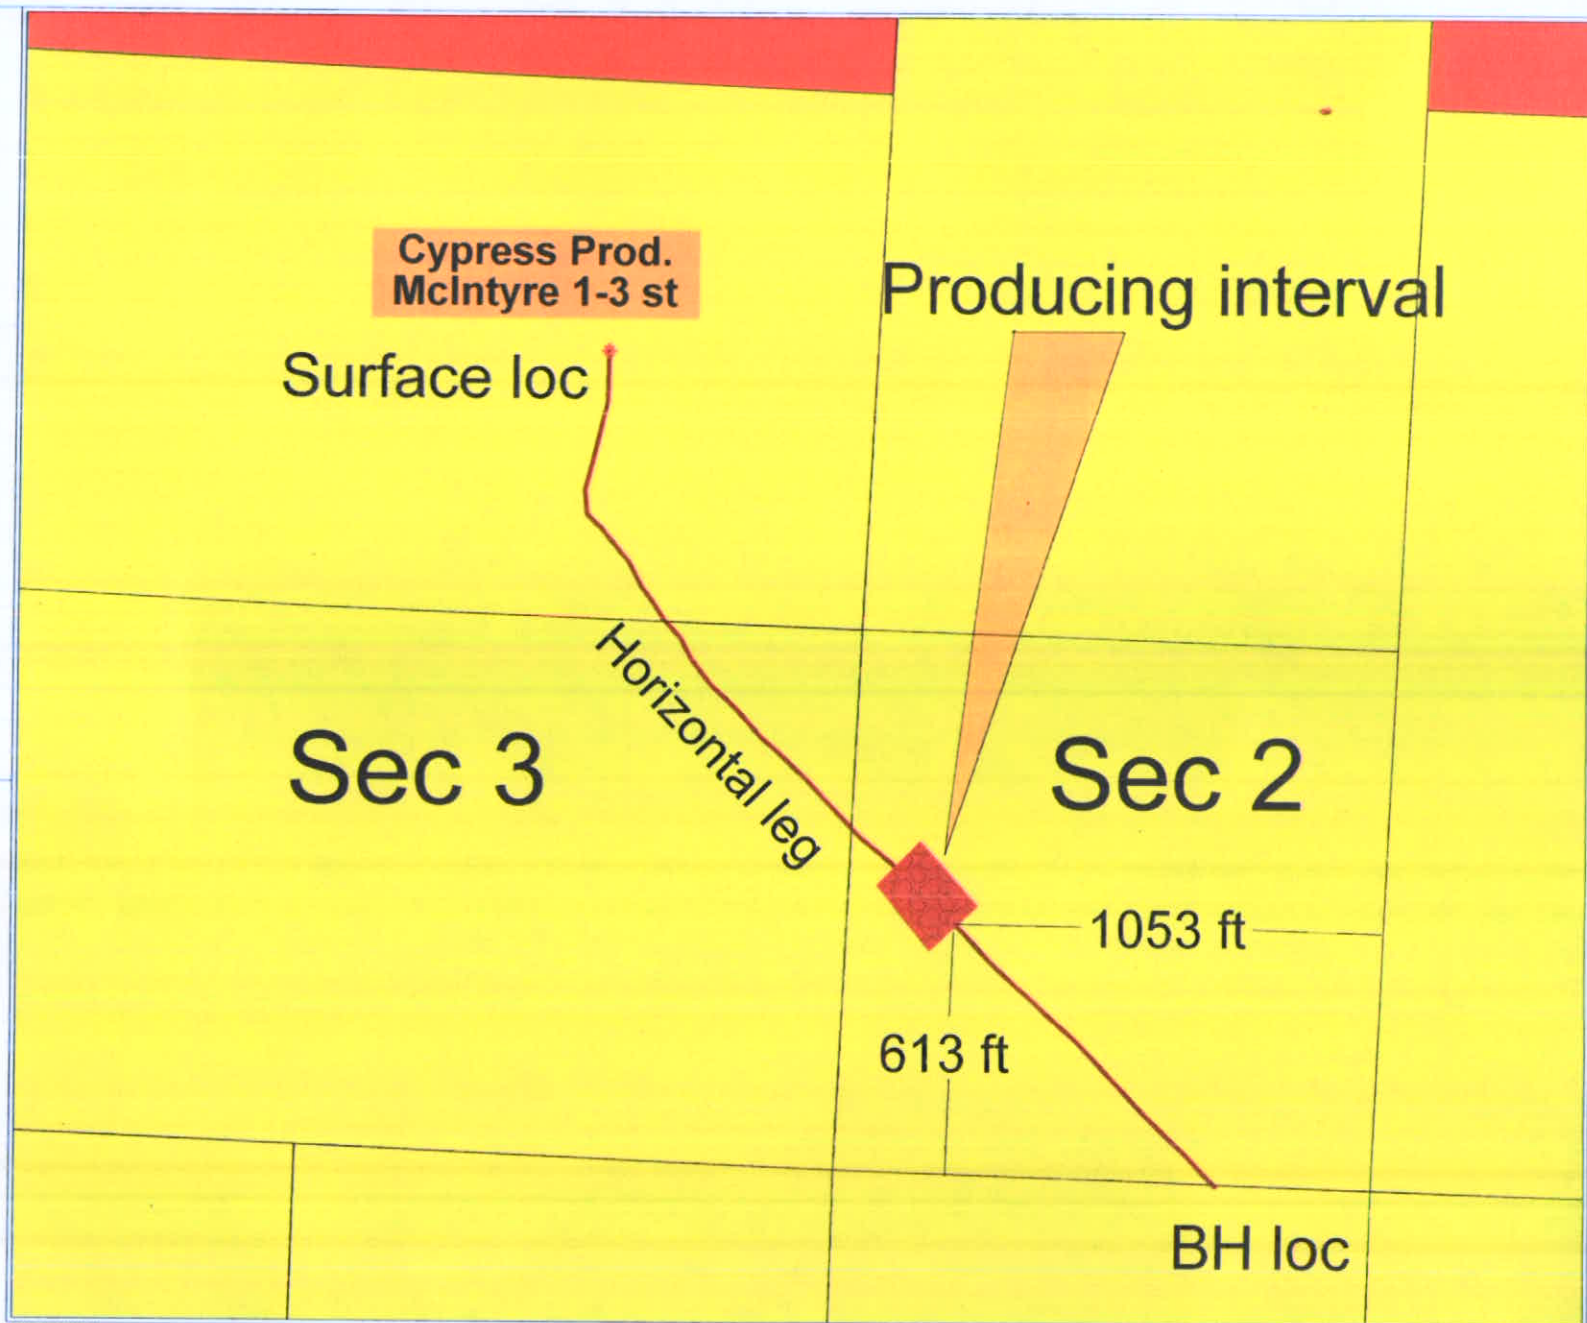 Cypress Prod.
McIntyre 1-3 st
Producing interval
Surface loc
Horizontal leg
Sec 3
Sec 2
1053 ft
613 ft
BH loc